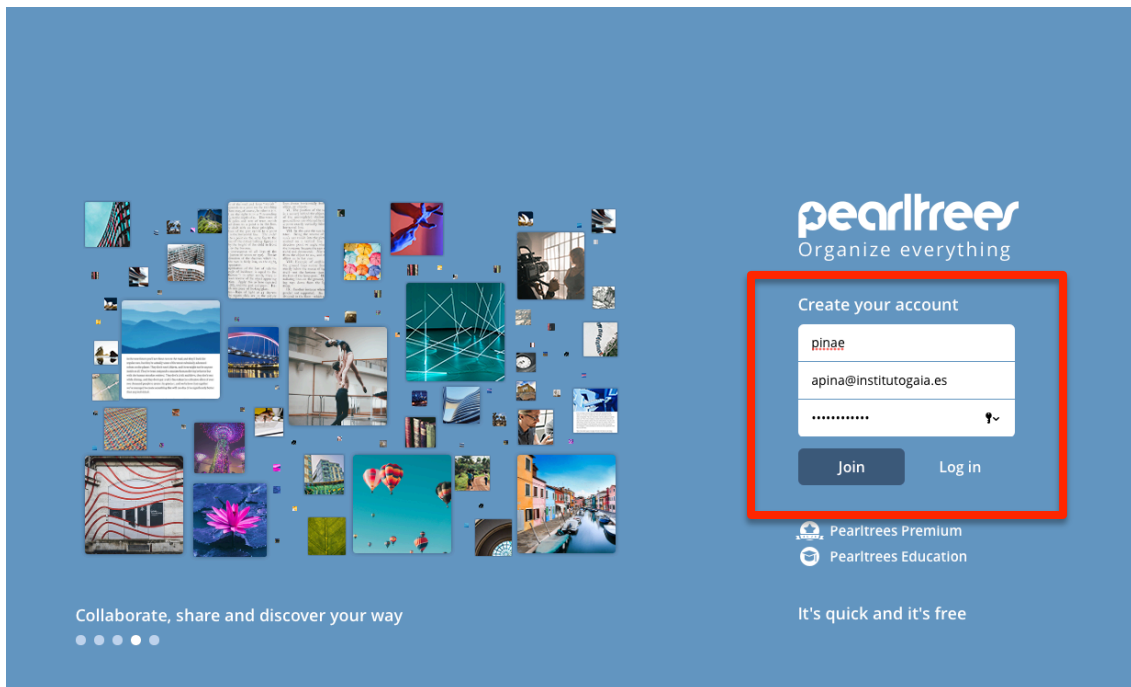 pearltrees
Organize everything
Create your account
pinae
apina@institutogaia.es
••••••••••••
Join
Log in
Pearltrees Premium
Pearltrees Education
Collaborate, share and discover your way
It's quick and it's free